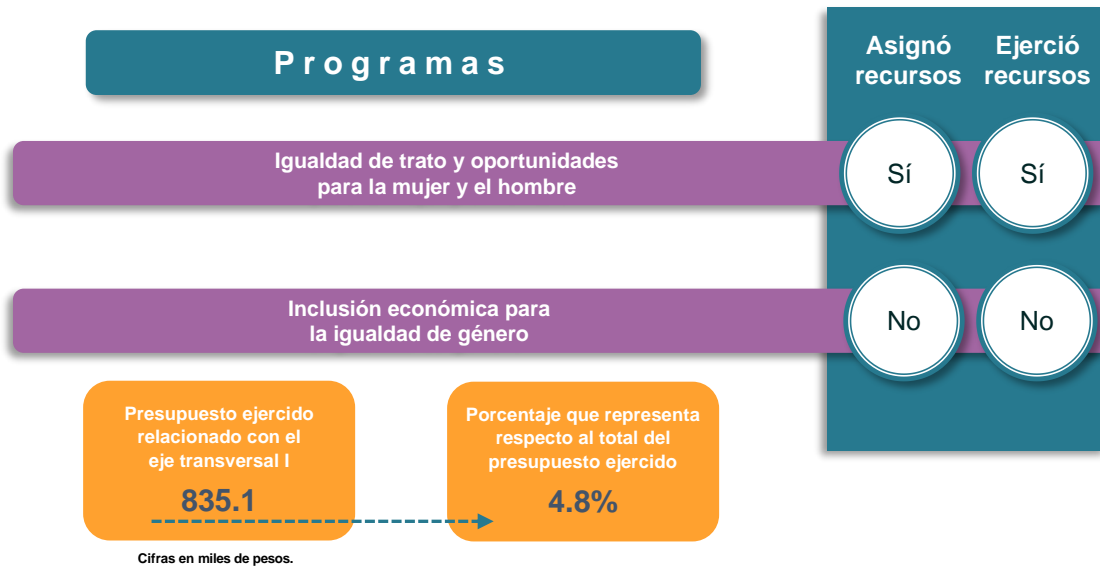 Programas
Asignó
recursos
Ejerció
recursos
Igualdad de trato y oportunidades
para la mujer y el hombre
Sí
Sí
Inclusión económica para
la igualdad de género
No
No
Presupuesto ejercido
relacionado con el
eje transversal I
835.1
Porcentaje que representa
respecto al total del
presupuesto ejercido
4.8%
Cifras en miles de pesos.